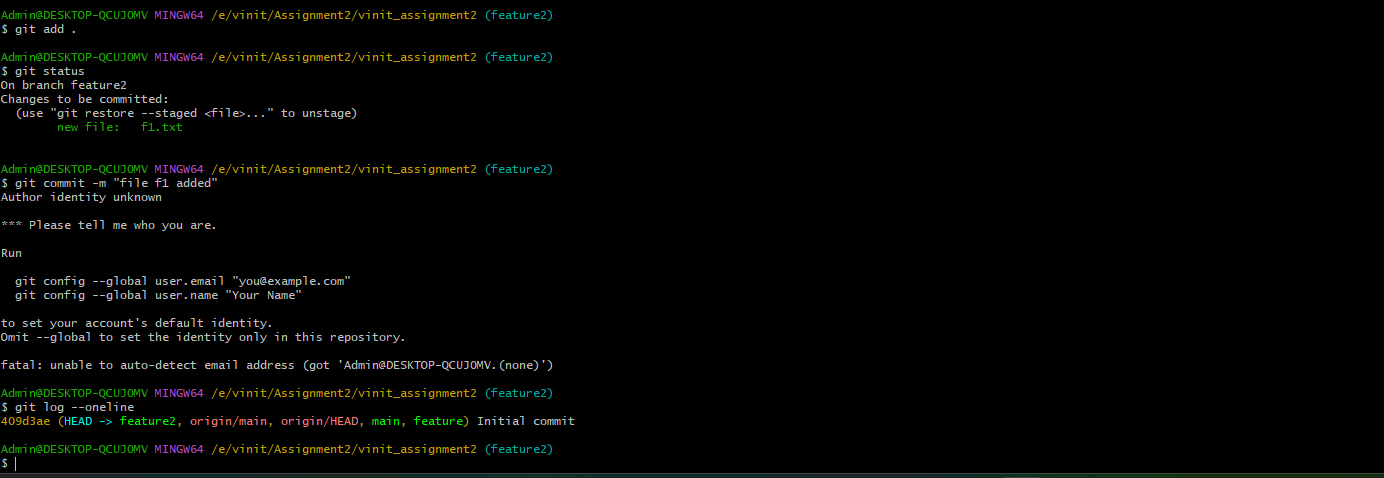 Admin@DESKTOP-QCUJOMV MINGW64 /e/vinit/Assignment2/vinit_assignment2 (feature2)
$ git add .
Admin@DESKTOP-QCUJOMV MINGW64 /e/vinit/Assignment2/vinit_assignment2 (feature2)
$ git status
On branch feature2
Changes to be committed:
  (use "git restore --staged <file>..." to unstage)
        new file:   f1.txt
Admin@DESKTOP-QCUJOMV MINGW64 /e/vinit/Assignment2/vinit_assignment2 (feature2)
$ git commit -m "file f1 added"
Author identity unknown
*** Please tell me who you are.
Run
  git config --global user.email "you@example.com"
  git config --global user.name "Your Name"
to set your account's default identity.
Omit --global to set the identity only in this repository.
fatal: unable to auto-detect email address (got 'Admin@DESKTOP-QCUJOMV.(none)')
Admin@DESKTOP-QCUJOMV MINGW64 /e/vinit/Assignment2/vinit_assignment2 (feature2)
$ git log --oneline
409d3ae (HEAD -> feature2, origin/main, origin/HEAD, main, feature) Initial commit
Admin@DESKTOP-QCUJOMV MINGW64 /e/vinit/Assignment2/vinit_assignment2 (feature2)
$